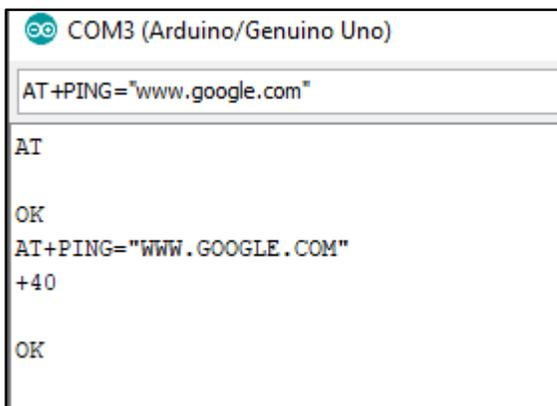 COM3 (Arduino/Genuino Uno)
AT+PING="www.google.com"
AT
OK
AT+PING="WWW.GOOGLE.COM"
+40
OK